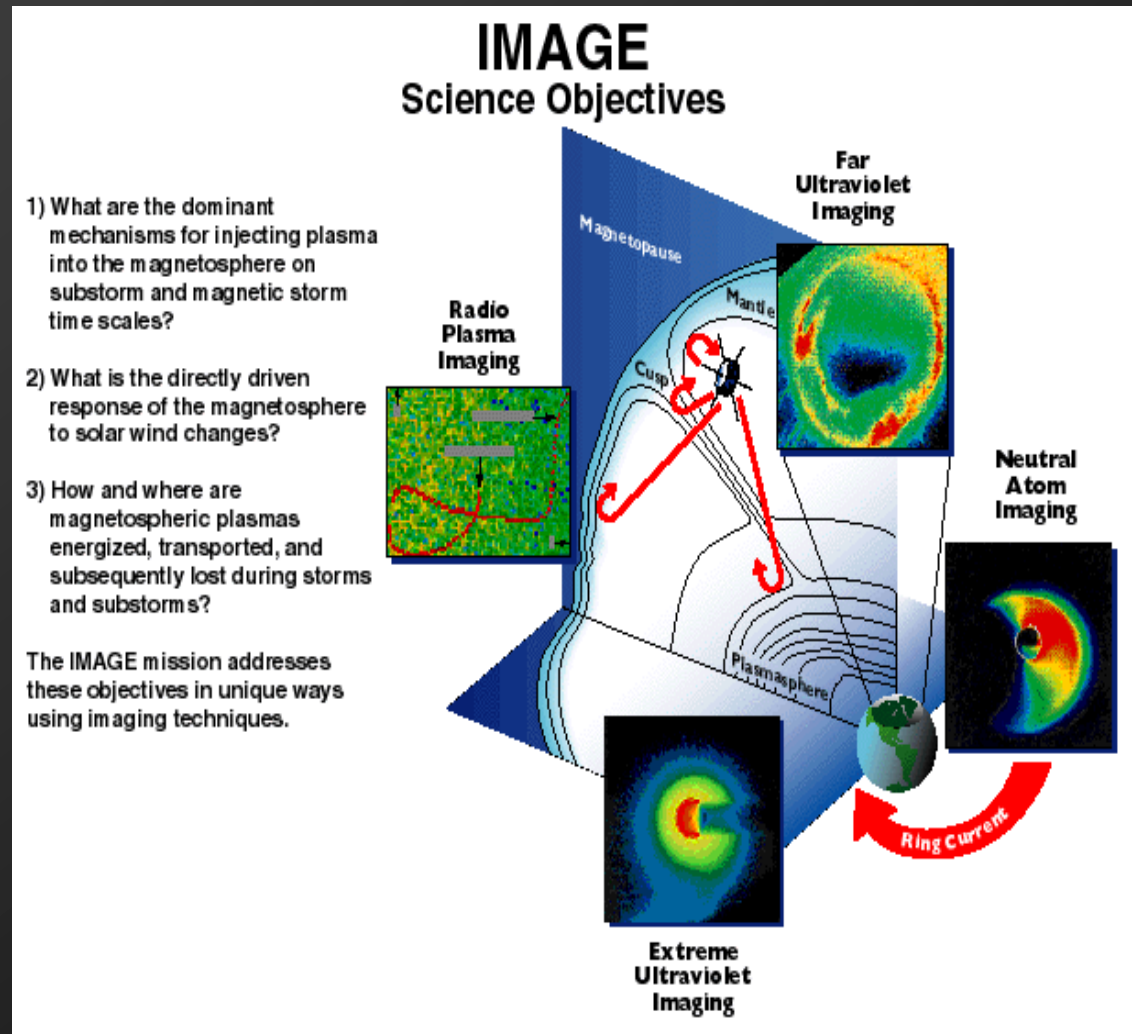 IMAGE
Science Objectives
1) What are the dominant
mechanisms for injecting plasma
into the magnetosphere on
substorm and magnetic storm
time scales?
2) What is the directly driven
response of the magnetosphere
to solar wind changes?
3) How and where are
magnetospheric plasmas
energized, transported, and
subsequently lost during storms
and substorms?
The IMAGE mission addresses
these objectives in unique ways
using imaging techniques.
Radio
Plasma
Imaging
Magnetopause
Mantle
Cusp
Far
Ultraviolet
Imaging
Neutral
Atom
Imaging
Plasmasphere
Ring Current
Extreme
Ultraviolet
Imaging